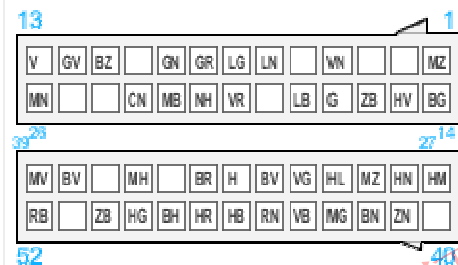 13 1
V GV BZ GN GR LG LN WN MZ
MN CN MB NH VR LB G ZB HV BG
39 26 27 14
MV BV MH BR H BV VG HL MZ HN HM
RB ZB HG BH HR HB RN VB MG BN ZN
52 40